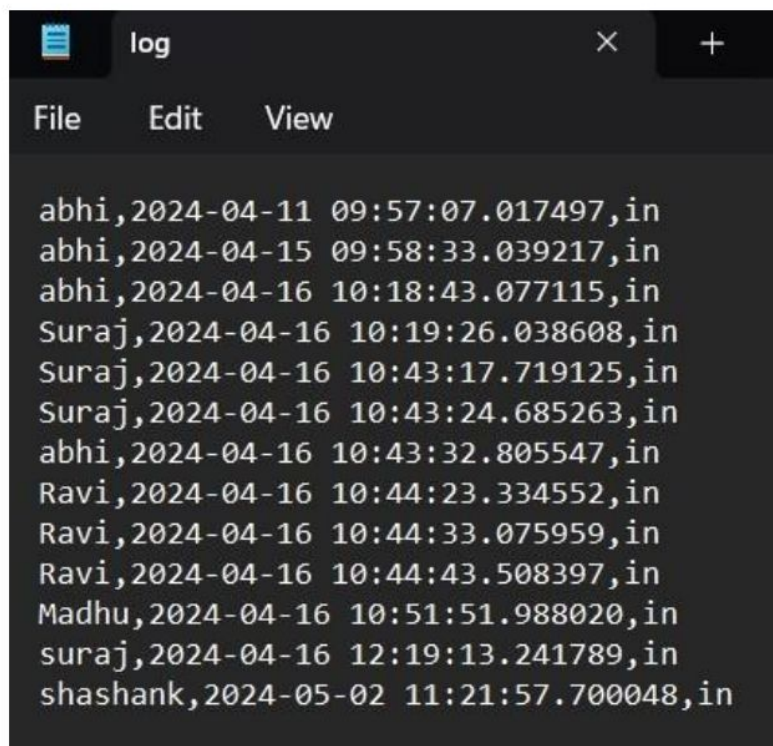 log
File Edit View
abhi,2024-04-11 09:57:07.017497,in
abhi,2024-04-15 09:58:33.039217,in
abhi,2024-04-16 10:18:43.077115,in
Suraj,2024-04-16 10:19:26.038608,in
Suraj,2024-04-16 10:43:17.719125,in
Suraj,2024-04-16 10:43:24.685263,in
abhi,2024-04-16 10:43:32.805547,in
Ravi,2024-04-16 10:44:23.334552,in
Ravi,2024-04-16 10:44:33.075959,in
Ravi,2024-04-16 10:44:43.508397,in
Madhu,2024-04-16 10:51:51.988020,in
suraj,2024-04-16 12:19:13.241789,in
shashank,2024-05-02 11:21:57.700048,in